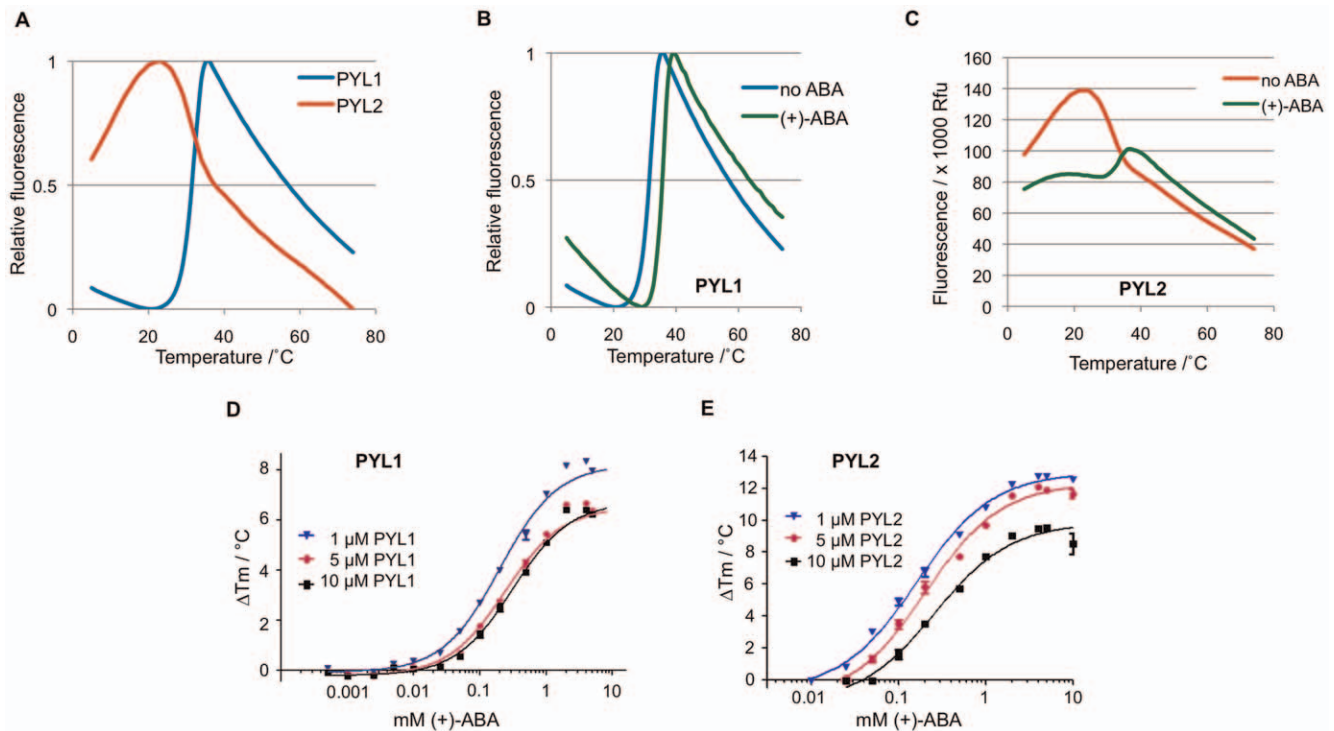 A
Relative fluorescence
1
0.5
0
PYL1
PYL2
0 20 40 60 80
Temperature /˚C
B
Relative fluorescence
1
0.5
0
no ABA
(+)-ABA
PYL1
0 20 40 60 80
Temperature /˚C
C
Fluorescence / x 1000 Rfu
160
140
120
100
80
60
40
20
0
no ABA
(+)-ABA
PYL2
0 20 40 60 80
Temperature /˚C
D
PYL1
ΔTm / °C
8
6
4
2
0
1 µM PYL1
5 µM PYL1
10 µM PYL1
0.001 0.01 0.1 1 10
mM (+)-ABA
E
PYL2
ΔTm / °C
14
12
10
8
6
4
2
0
1 µM PYL2
5 µM PYL2
10 µM PYL2
0.01 0.1 1 10
mM (+)-ABA